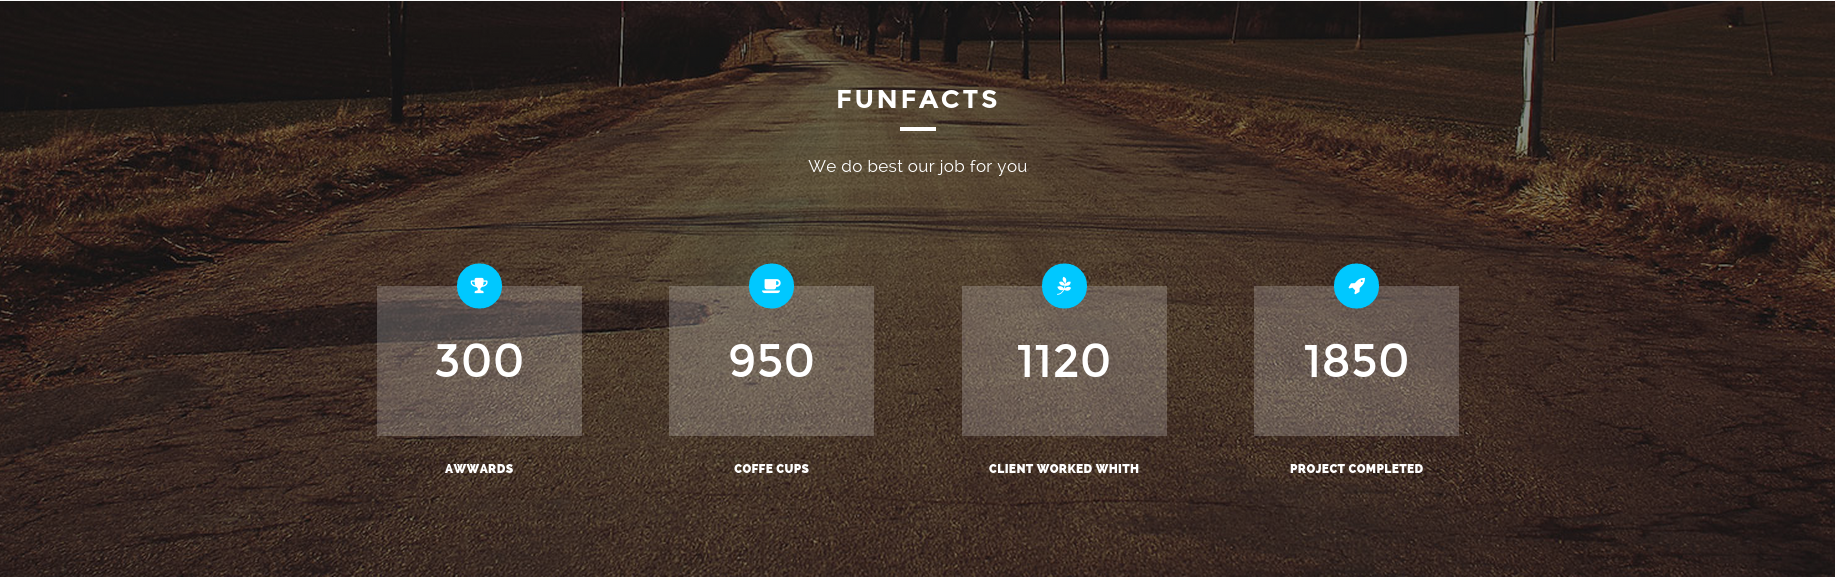 FUNFACTS
We do best our job for you
300
950
1120
1850
AWWARDS
COFFE CUPS
CLIENT WORKED WHITH
PROJECT COMPLETED